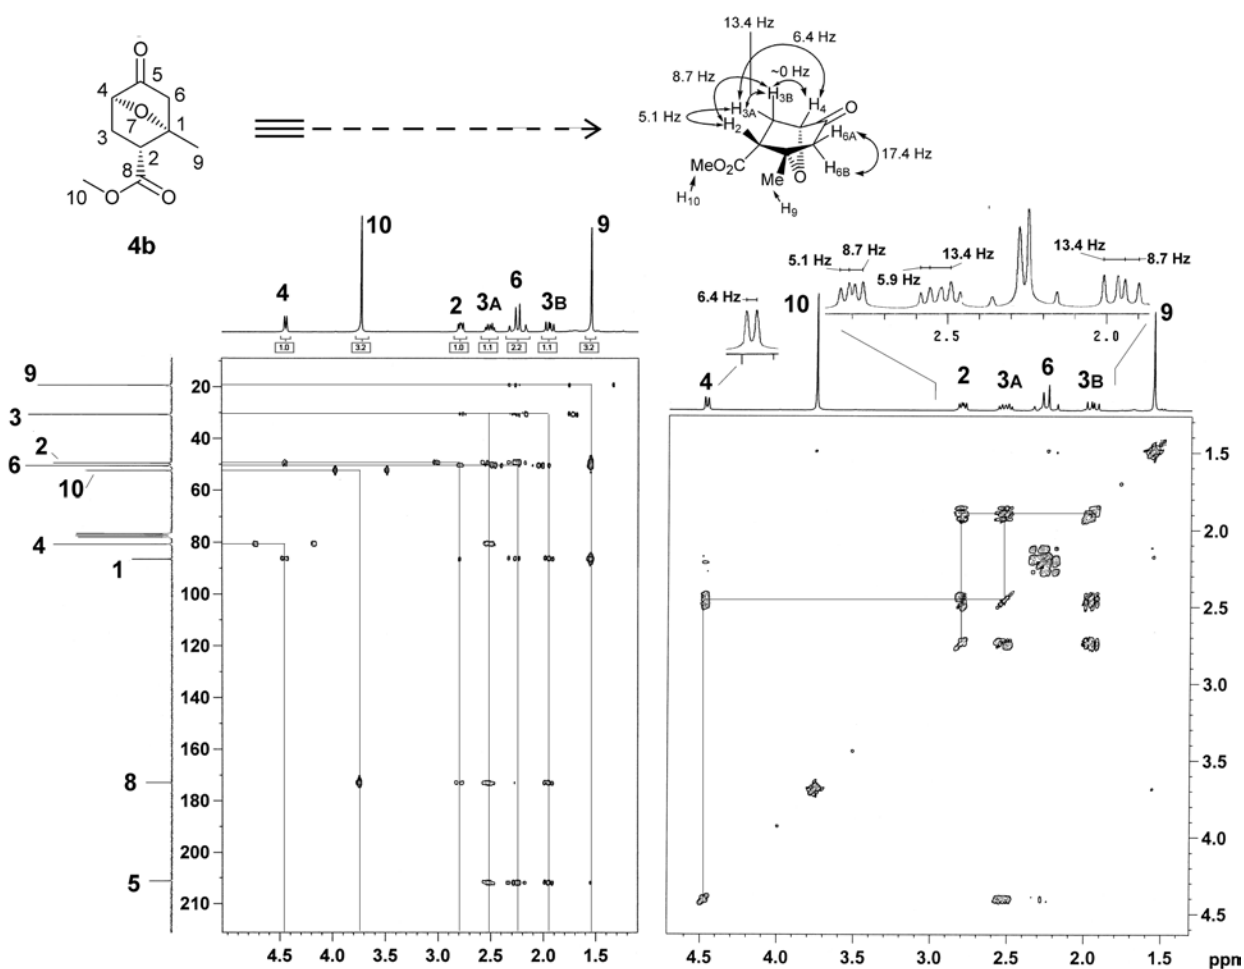 O
5
4
6
O
7
1
3
2
9
8
10
O
O
4b
13.4 Hz
6.4 Hz
8.7 Hz
~0 Hz
H3B
H4
O
H3A
5.1 Hz
H2
H6A
17.4 Hz
MeO2C
H6B
Me
O
H10
H9
10
9
4
2
3A
6
3B
1.0
3.2
1.0
1.1
2.2
1.1
3.2
9
3
2
6
10
4
1
8
5
20
40
60
80
100
120
140
160
180
200
210
4.5
4.0
3.5
3.0
2.5
2.0
1.5
5.1 Hz
8.7 Hz
5.9 Hz
13.4 Hz
13.4 Hz
8.7 Hz
6.4 Hz
10
9
2.5
2.0
4
2
3A
6
3B
1.5
2.0
2.5
3.0
3.5
4.0
4.5
4.5
4.0
3.5
3.0
2.5
2.0
1.5
ppm